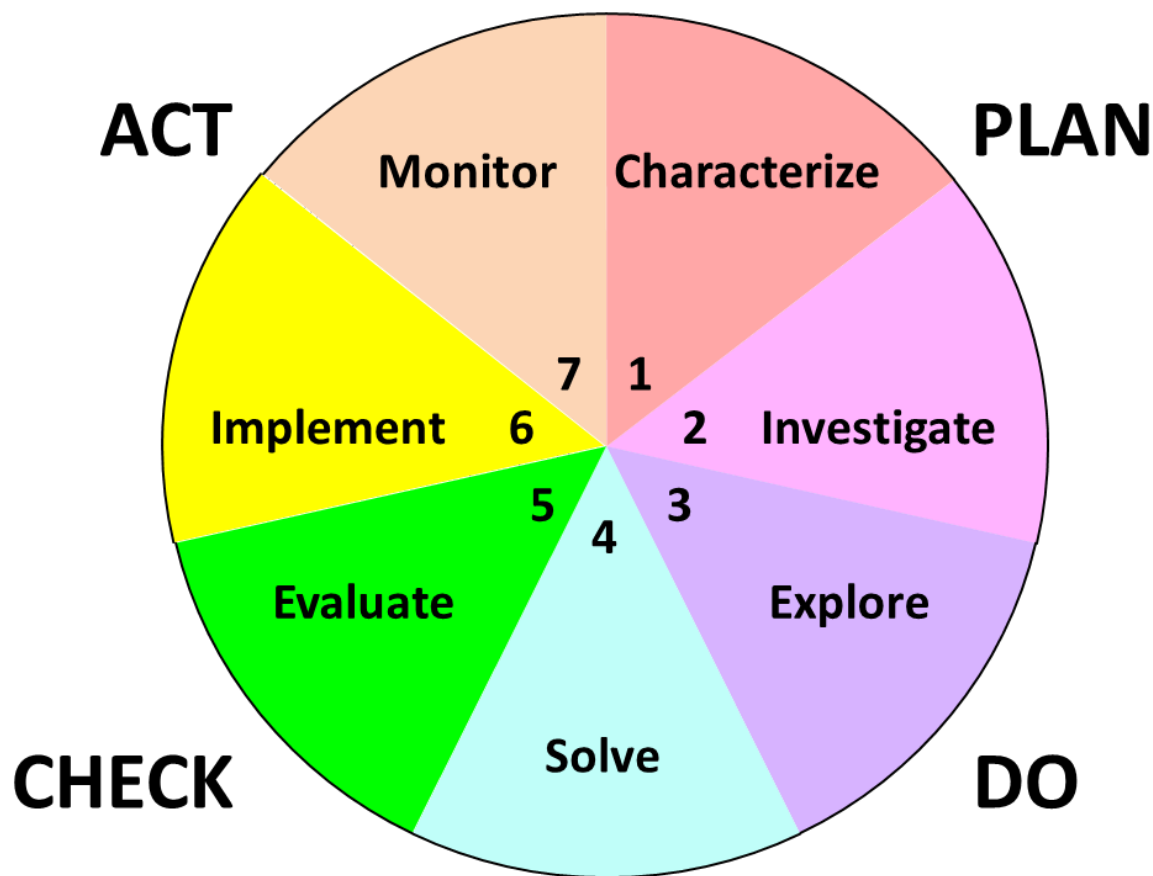 ACT
PLAN
Monitor
Characterize
7
1
Implement
6
2
Investigate
5
3
4
Evaluate
Explore
Solve
CHECK
DO